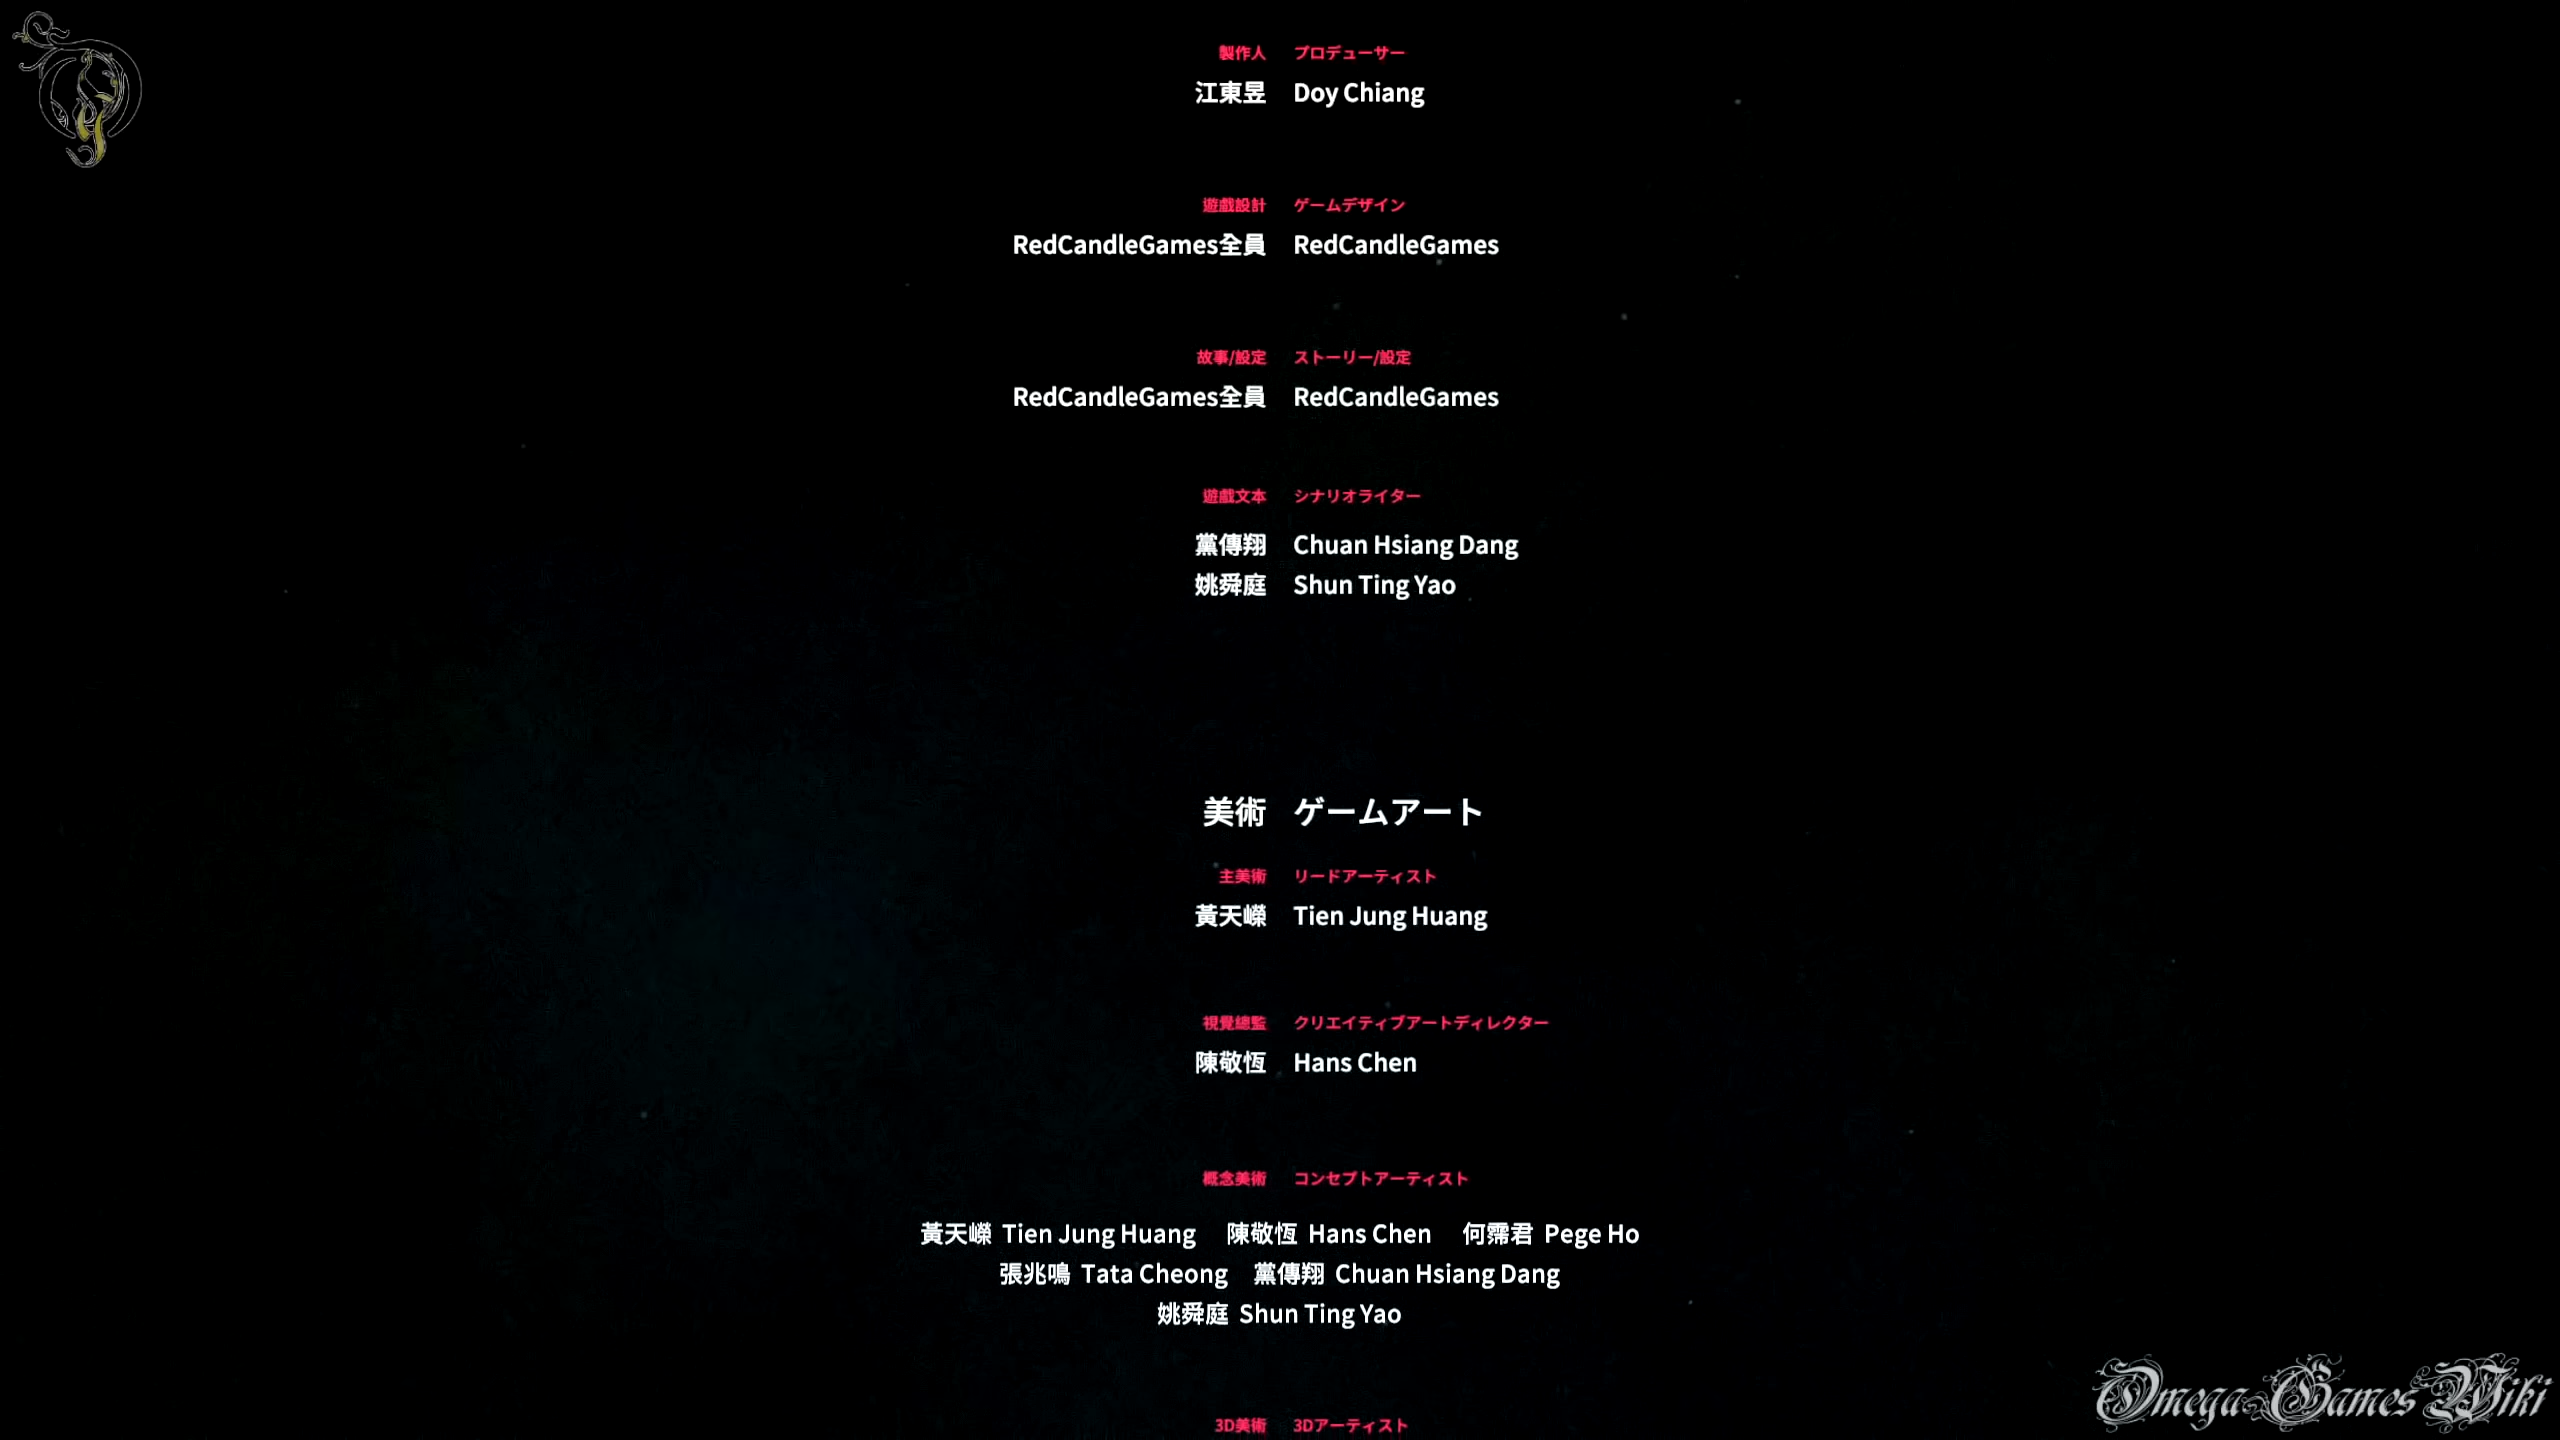 製作人 プロデューサー
江東昱 Doy Chiang
遊戲設計 ゲームデザイン
RedCandleGames全員 RedCandleGames
故事/設定 ストーリー/設定
RedCandleGames全員 RedCandleGames
遊戲文本 シナリオライター
黨傳翔 Chuan Hsiang Dang
姚舜庭 Shun Ting Yao
美術 ゲームアート
主美術 リードアーティスト
黃天嶸 Tien Jung Huang
視覺總監 クリエイティブアートディレクター
陳敬恆 Hans Chen
概念美術 コンセプトアーティスト
黃天嶸 Tien Jung Huang 陳敬恆 Hans Chen 何霈君 Pege Ho
張兆鳴 Tata Cheong 黨傳翔 Chuan Hsiang Dang
姚舜庭 Shun Ting Yao
3D美術 3Dアーティスト
Omega Games Wiki